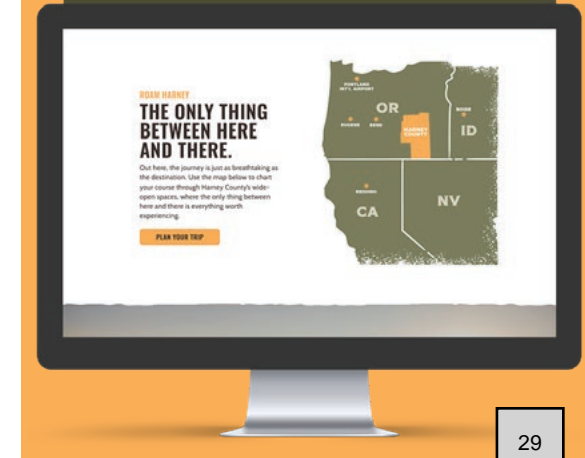 ROAM HARNEY
THE ONLY THING
BETWEEN HERE
AND THERE.
Out here, the journey is just as breathtaking as
the destination. Use the map below to chart
your course through Harney County's wide-
open spaces, where the only thing between
here and there is everything worth
experiencing.
PLAN YOUR TRIP
PORTLAND
INT'L AIRPORT
OR
EUGENE
BEND
HARNEY
COUNTY
BOISE
ID
REDDING
CA
NV
29